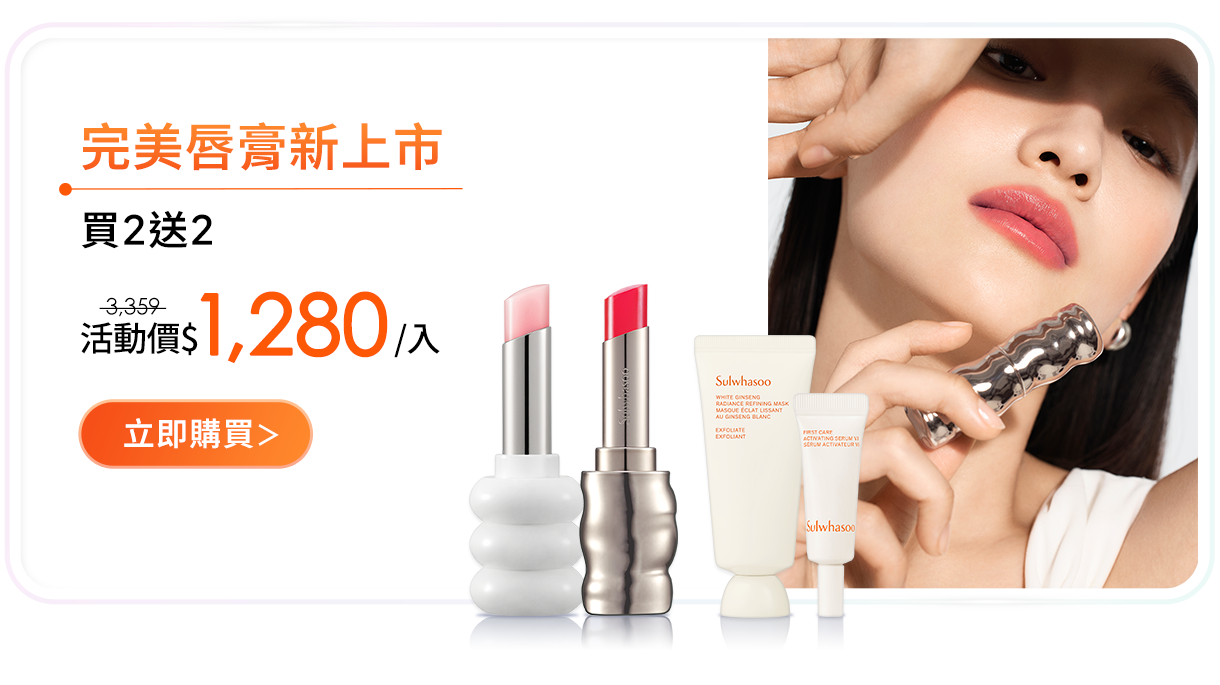 完美唇膏新上市
買2送2
3,359
活動價$1,280/入
立即購買>
Sulwhasoo
Sulwhasoo
WHITE GINSENG
RADIANCE REFINING MASK
MASQUE ÉCLAT LISSANT
AU GINSENG BLANC
EXFOLIATE
EXFOLIANT
FIRST CARE
ACTIVATING SERUM
SÉRUM ACTIVATEUR
Sulwhasoo